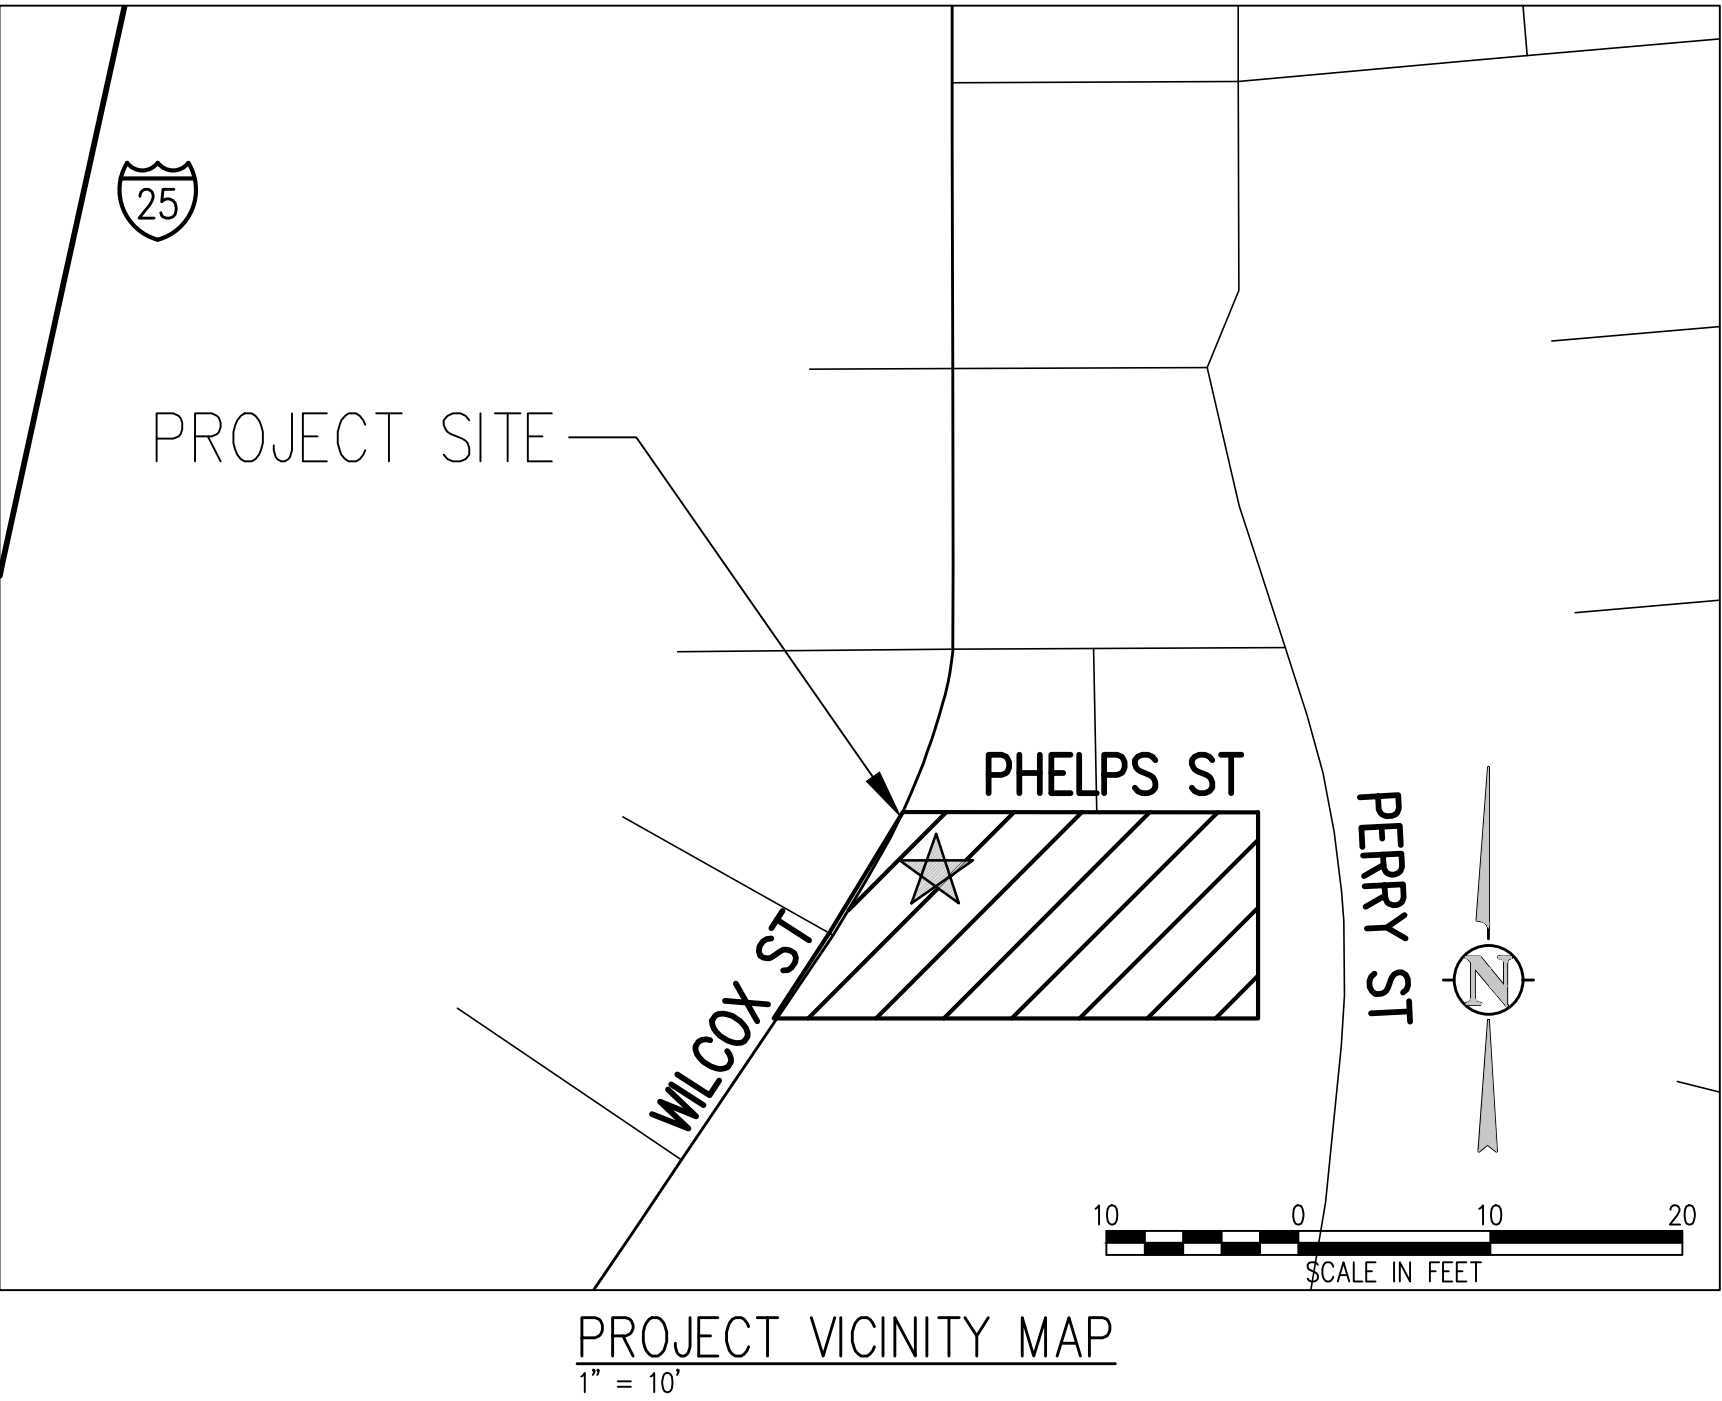 25
PROJECT SITE
PHELPS ST
PERRY ST
WILCOX ST
N
10 0 10 20
SCALE IN FEET
PROJECT VICINITY MAP
1" = 10'